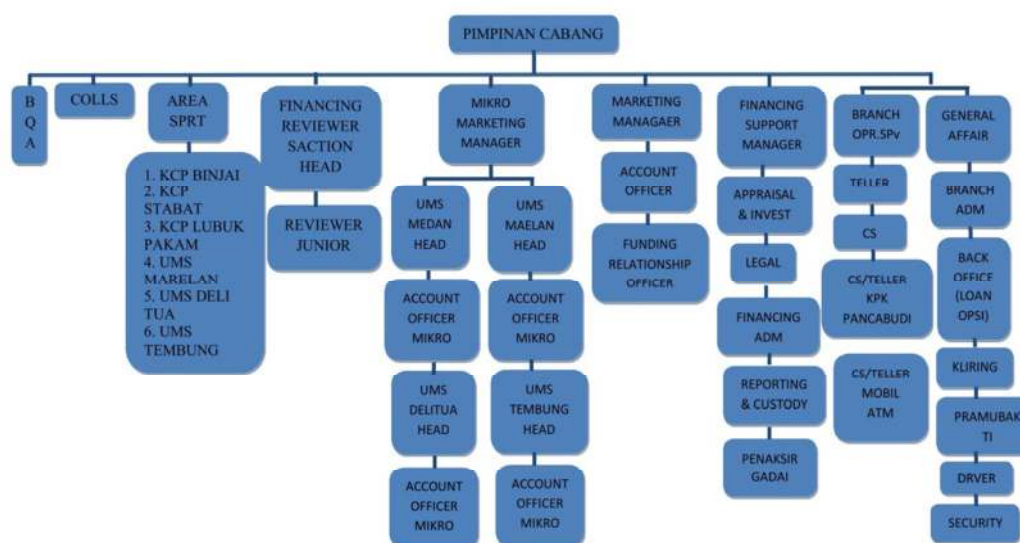 PIMPINAN CABANG
B
Q
A
COLLS
AREA
SPRT
1. KCP BINJAI
2. KCP
STABAT
3. KCP LUBUK
PAKAM
4. UMS
MARELAN
5. UMS DELI
TUA
6. UMS
TEMBUNG
FINANCING
REVIEWER
SACTION
HEAD
REVIEWER
JUNIOR
MIKRO
MARKETING
MANAGER
UMS
MEDAN
HEAD
ACCOUNT
OFFICER
MIKRO
UMS
DELITUA
HEAD
ACCOUNT
OFFICER
MIKRO
UMS
MAELAN
HEAD
ACCOUNT
OFFICER
MIKRO
UMS
TEMBUNG
HEAD
ACCOUNT
OFFICER
MIKRO
MARKETING
MANAGAER
ACCOUNT
OFFICER
FUNDING
RELATIONSHIP
OFFICER
FINANCING
SUPPORT
MANAGER
APPRAISAL
& INVEST
LEGAL
FINANCING
ADM
REPORTING
& CUSTODY
PENAKSIR
GADAI
BRANCH
OPR.SPv
TELLER
CS
CS/TELLER
KPK
PANCABUDI
CS/TELLER
MOBIL
ATM
GENERAL
AFFAIR
BRANCH
ADM
BACK
OFFICE
(LOAN
OPSI)
KLIRING
PRAMUBAK
TI
DRVER
SECURITY